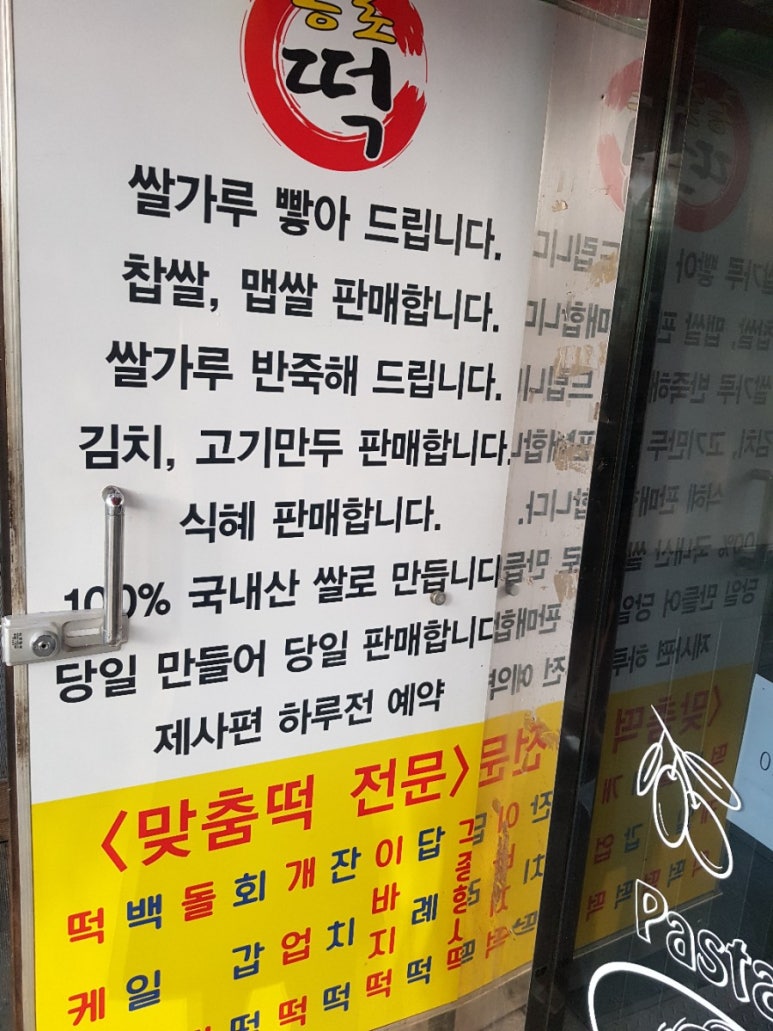 떡
쌀가루 빻아 드립니다.
찹쌀, 맵쌀 판매합니다.
쌀가루 반죽해 드립니다.
김치, 고기만두 판매합니다.
식혜 판매합니다.
100% 국내산 쌀로 만듭니다
당일 만들어 당일 판매합니다
제사편 하루전 예약
<맞춤떡 전문>
떡케
백일떡
돌떡
회갑떡
개업떡
잔치떡
이바지떡
답례떡
Pasta